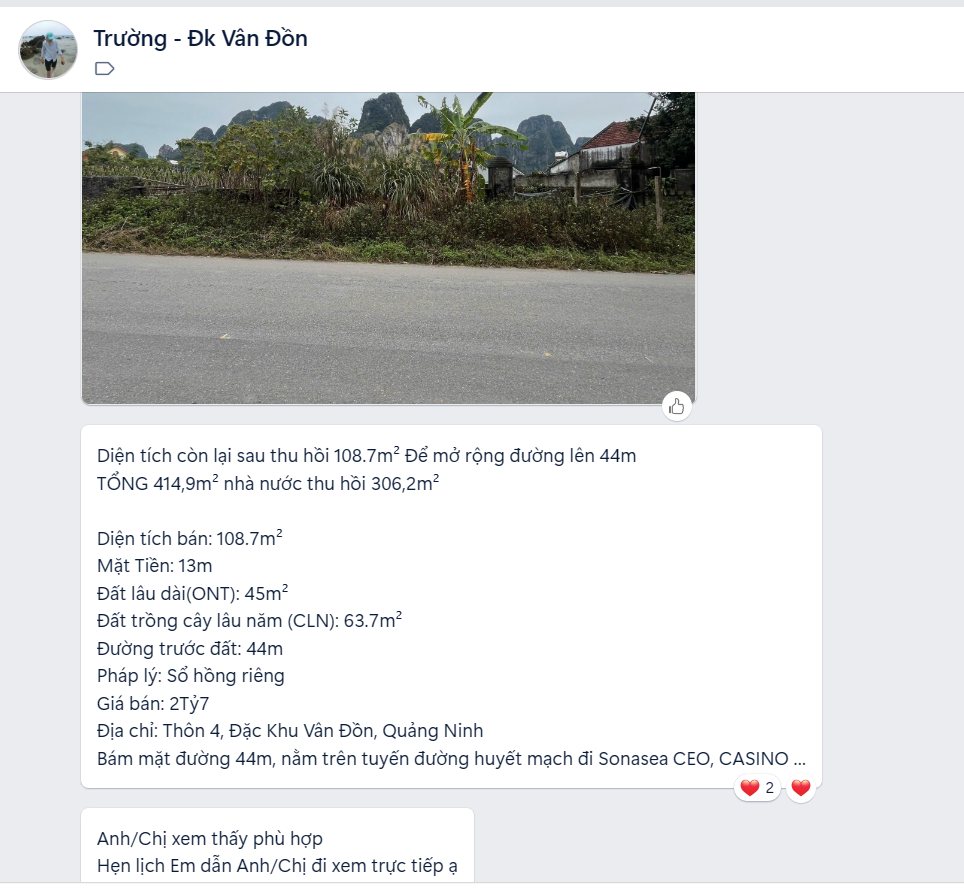 Trường - Đk Vân Đồn
Diện tích còn lại sau thu hồi 108.7m² Để mở rộng đường lên 44m
TỔNG 414,9m² nhà nước thu hồi 306,2m²
Diện tích bán: 108.7m²
Mặt Tiền: 13m
Đất lâu dài(ONT): 45m²
Đất trồng cây lâu năm (CLN): 63.7m²
Đường trước đất: 44m
Pháp lý: Sổ hồng riêng
Giá bán: 2Tỷ7
Địa chỉ: Thôn 4, Đặc Khu Vân Đồn, Quảng Ninh
Bám mặt đường 44m, nằm trên tuyến đường huyết mạch đi Sonasea CEO, CASINO ...
2
Anh/Chị xem thấy phù hợp
Hẹn lịch Em dẫn Anh/Chị đi xem trực tiếp ạ